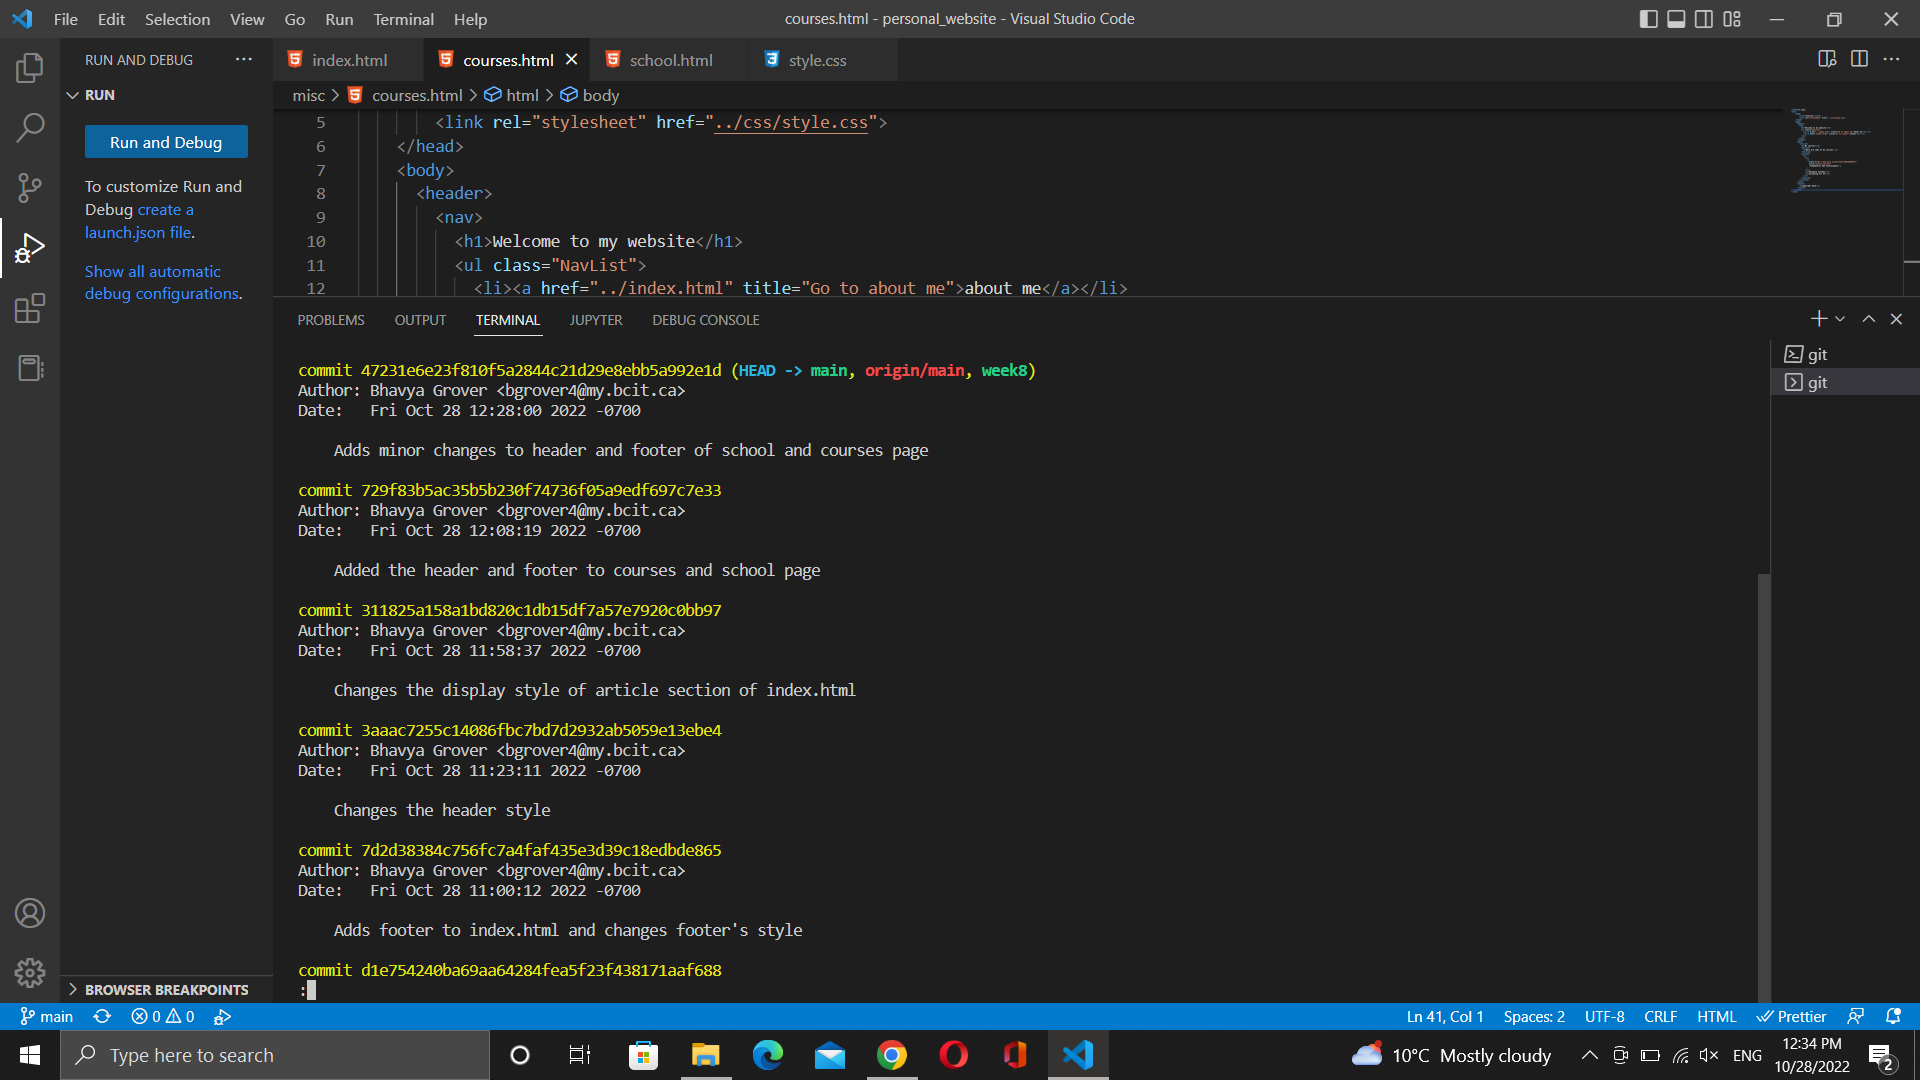 File Edit Selection View Go Run Terminal Help
courses.html - personal_website - Visual Studio Code
RUN AND DEBUG
RUN
Run and Debug
To customize Run and
Debug create a
launch.json file.
Show all automatic
debug configurations.
BROWSER BREAKPOINTS
index.html courses.html school.html style.css
misc > courses.html > html > body
5 <link rel="stylesheet" href="../css/style.css">
6 </head>
7 <body>
8 <header>
9 <nav>
10 <h1>Welcome to my website</h1>
11 <ul class="NavList">
12 <li><a href="../index.html" title="Go to about me">about me</a></li>
PROBLEMS OUTPUT TERMINAL JUPYTER DEBUG CONSOLE
git
git
commit 47231e6e23f810f5a2844c21d29e8ebb5a992e1d (HEAD -> main, origin/main, week8)
Author: Bhavya Grover <bgrover4@my.bcit.ca>
Date: Fri Oct 28 12:28:00 2022 -0700
Adds minor changes to header and footer of school and courses page
commit 729f83b5ac35b5b230f74736f05a9edf697c7e33
Author: Bhavya Grover <bgrover4@my.bcit.ca>
Date: Fri Oct 28 12:08:19 2022 -0700
Added the header and footer to courses and school page
commit 311825a158a1bd820c1db15df7a57e7920c0bb97
Author: Bhavya Grover <bgrover4@my.bcit.ca>
Date: Fri Oct 28 11:58:37 2022 -0700
Changes the display style of article section of index.html
commit 3aaac7255c14086fbc7bd7d2932ab5059e13ebe4
Author: Bhavya Grover <bgrover4@my.bcit.ca>
Date: Fri Oct 28 11:23:11 2022 -0700
Changes the header style
commit 7d2d38384c756fc7a4faf435e3d39c18edbde865
Author: Bhavya Grover <bgrover4@my.bcit.ca>
Date: Fri Oct 28 11:00:12 2022 -0700
Adds footer to index.html and changes footer's style
commit d1e754240ba69aa64284fea5f23f438171aaf688
:
main 0 0 Ln 41, Col 1 Spaces: 2 UTF-8 CRLF HTML Prettier
Type here to search
10°C Mostly cloudy
ENG
12:34 PM
10/28/2022
2